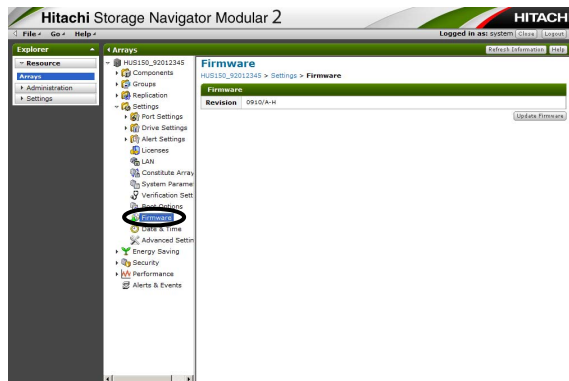 Hitachi Storage Navigator Modular 2
HITACH
File Go Help
Logged in as: system Close Logout
Explorer
Arrays
Refresh Information Help
Resource
Arrays
Administration
Settings
HUS150_92012345
Components
Groups
Replication
Settings
Port Settings
Drive Settings
Alert Settings
Licenses
LAN
Constitute Array
System Parame
Verification Sett
Boot Options
Firmware
Date & Time
Advanced Settin
Energy Saving
Security
Performance
Alerts & Events
Firmware
HUS150_92012345 > Settings > Firmware
Firmware
Revision 0910/A-H
Update Firmware